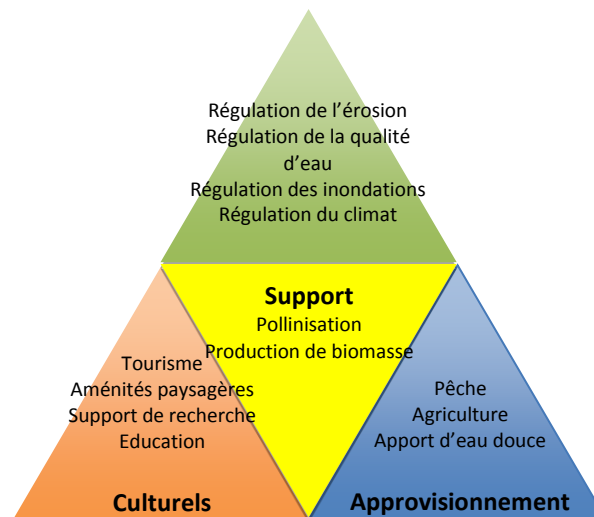 Régulation de l'érosion
Régulation de la qualité
d'eau
Régulation des inondations
Régulation du climat
Support
Pollinisation
Production de biomasse
Tourisme
Aménités paysagères
Support de recherche
Education
Culturels
Pêche
Agriculture
Apport d'eau douce
Approvisionnement